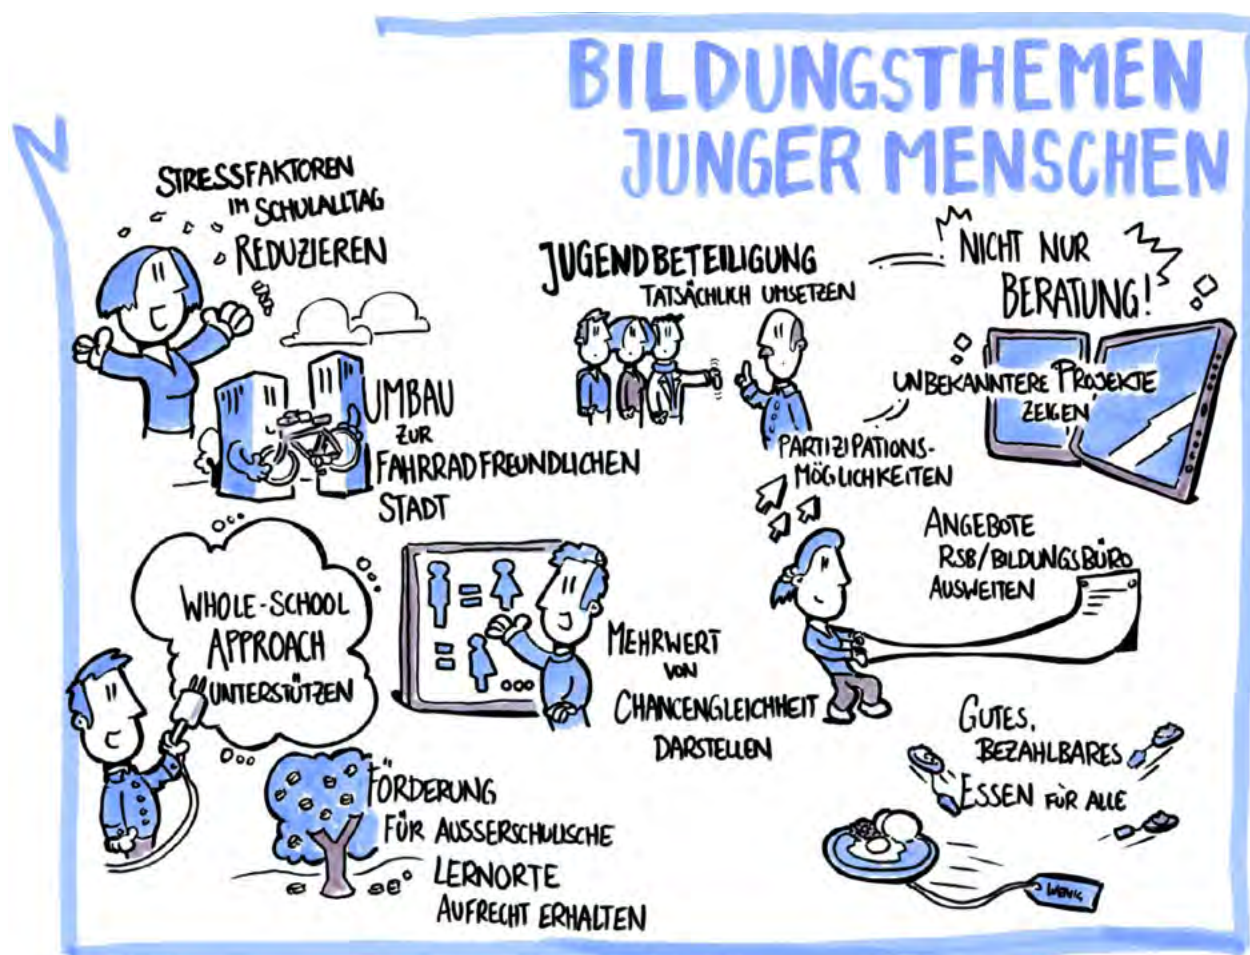 BILDUNGSTHEMEN
JUNGER MENSCHEN
STRESSFAKTOREN
IM SCHULALLTAG
REDUZIEREN
JUGENDBETEILIGUNG
TATSÄCHLICH UMSETZEN
NICHT NUR
BERATUNG!
UNBEKANNTERE PROJEKTE
ZEIGEN
UMBAU
ZUR
FAHRRADFREUNDLICHEN
STADT
PARTIZIPATIONS-
MÖGLICHKEITEN
ANGEBOTE
RSB/BILDUNGSBÜRO
AUSWEITEN
WHOLE-SCHOOL
APPROACH
UNTERSTÜTZEN
MEHRWERT
VON
CHANCENGLEICHHEIT
DARSTELLEN
GUTES,
BEZAHLBARES
ESSEN FÜR ALLE
FÖRDERUNG
FÜR AUSSERSCHULISCHE
LERNORTE
AUFRECHT ERHALTEN